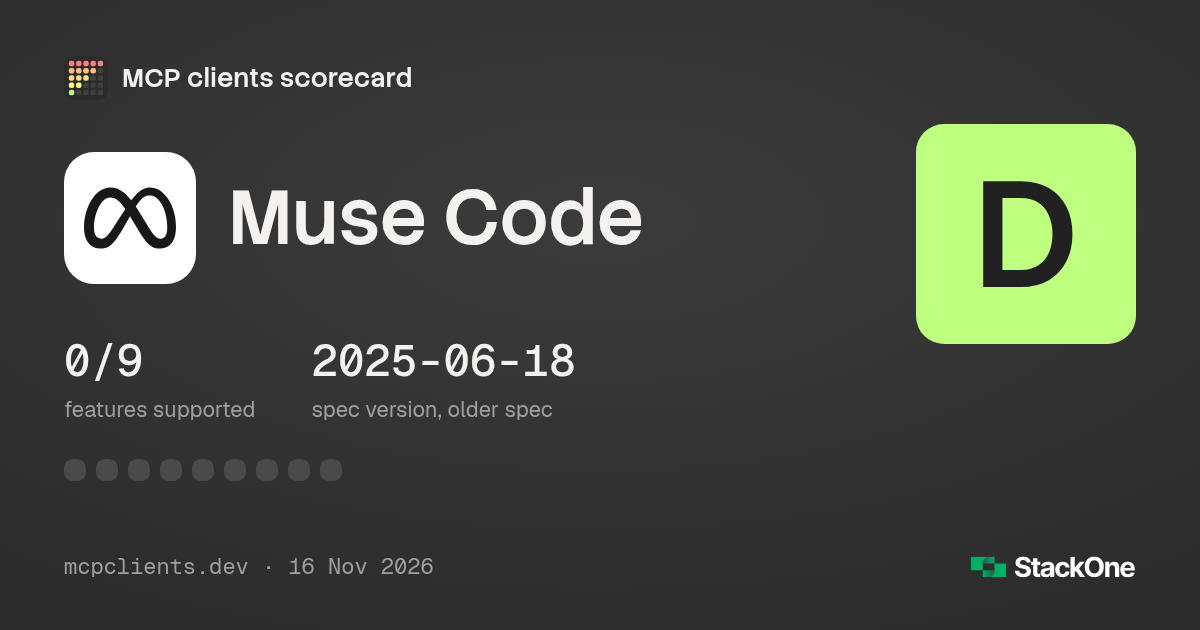 MCP clients scorecard
Muse Code
D
0/9
features supported
2025-06-18
spec version, older spec
mcpclients.dev · 16 Nov 2026
StackOne